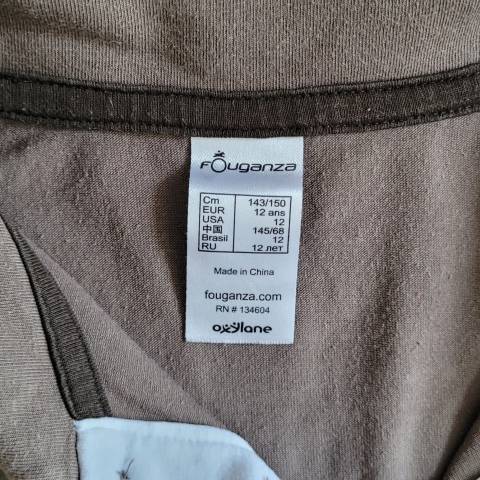 Fouganza
Cm 143/150
EUR 12 ans
USA 12
中国 145/68
Brasil 12
RU 12 лет
Made in China
fouganza.com
RN # 134604
oxylane